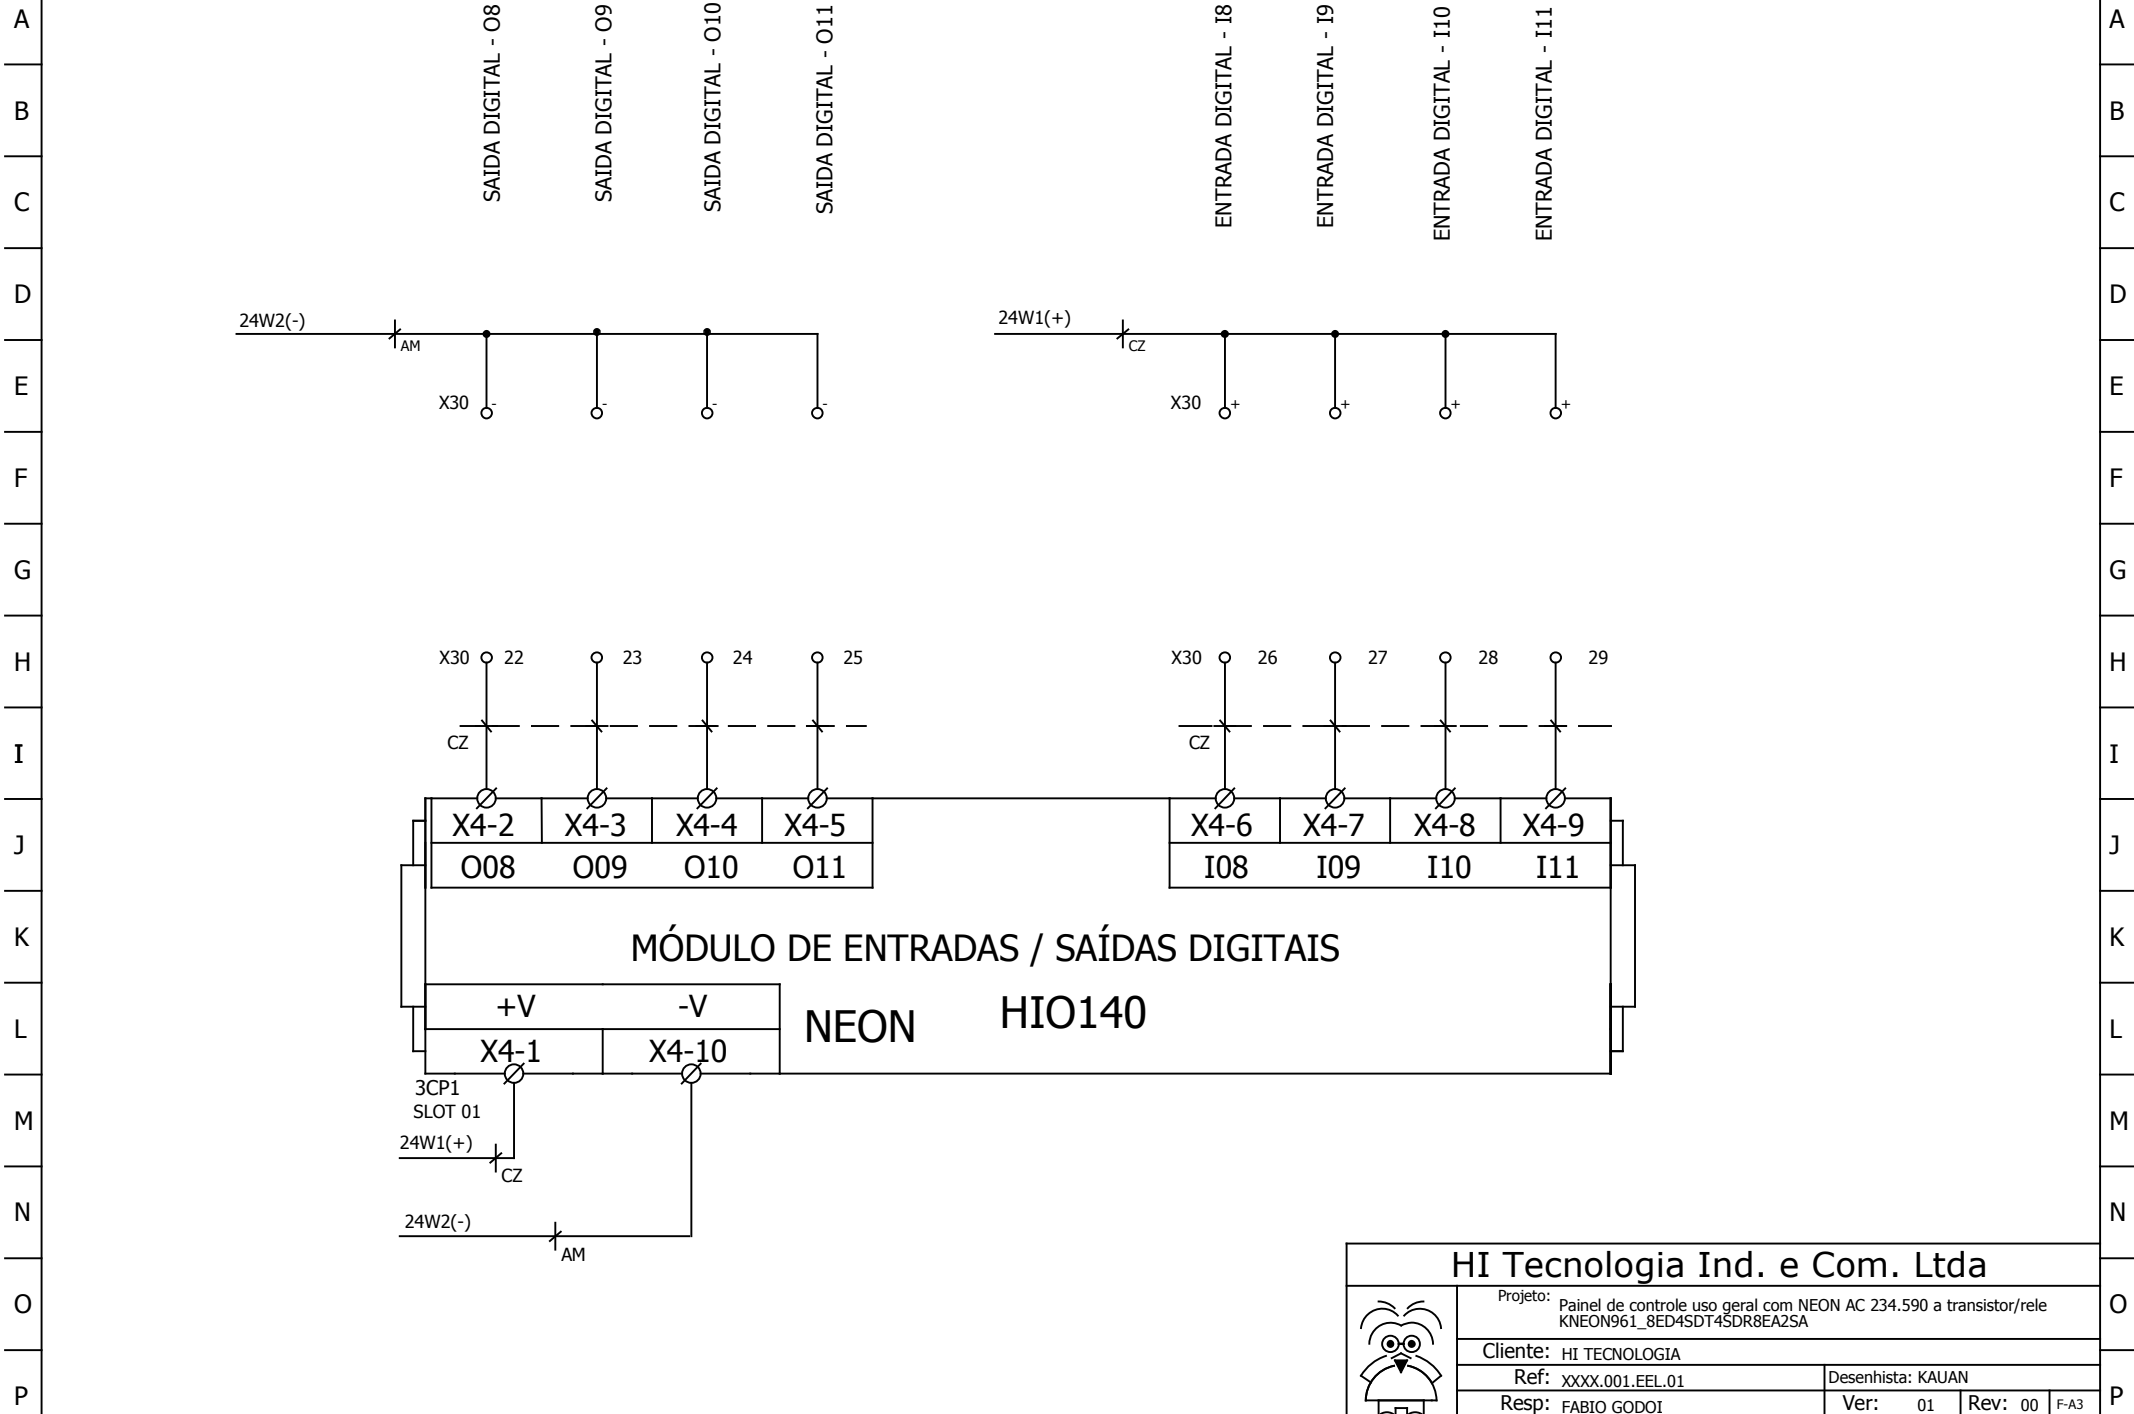 A
A
SAIDA DIGITAL - O8
SAIDA DIGITAL - O9
SAIDA DIGITAL - O10
SAIDA DIGITAL - O11
ENTRADA DIGITAL - I8
ENTRADA DIGITAL - I9
ENTRADA DIGITAL - I10
ENTRADA DIGITAL - I11
B
B
C
C
D
D
24W2(-)
AM
24W1(+)
CZ
E
E
X30 - - - -
X30 + + + +
F
F
G
G
H
H
X30 22 23 24 25
X30 26 27 28 29
I
I
CZ
CZ
J
J
X4-2 X4-3 X4-4 X4-5
X4-6 X4-7 X4-8 X4-9
O08 O09 O10 O11
I08 I09 I10 I11
K
K
MÓDULO DE ENTRADAS / SAÍDAS DIGITAIS
L
L
+V -V
NEON HIO140
X4-1 X4-10
3CP1
SLOT 01
M
M
24W1(+)
CZ
N
N
24W2(-)
AM
O
O
HI Tecnologia Ind. e Com. Ltda
Projeto: Painel de controle uso geral com NEON AC 234.590 a transistor/rele
KNEON961_8ED4SDT4SDR8EA2SA
Cliente: HI TECNOLOGIA
Ref: XXXX.001.EEL.01
Desenhista: KAUAN
P
P
Resp: FABIO GODOI
Ver: 01
Rev: 00
F-A3